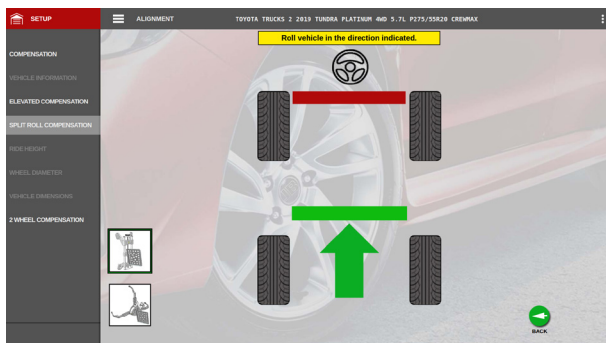 SETUP
ALIGNMENT
TOYOTA TRUCKS 2 2019 TUNDRA PLATINUM 4WD 5.7L P275/55R20 CREWMAX
Roll vehicle in the direction indicated.
COMPENSATION
VEHICLE INFORMATION
ELEVATED COMPENSATION
SPLIT ROLL COMPENSATION
RIDE HEIGHT
WHEEL DIAMETER
VEHICLE DIMENSIONS
2 WHEEL COMPENSATION
BACK